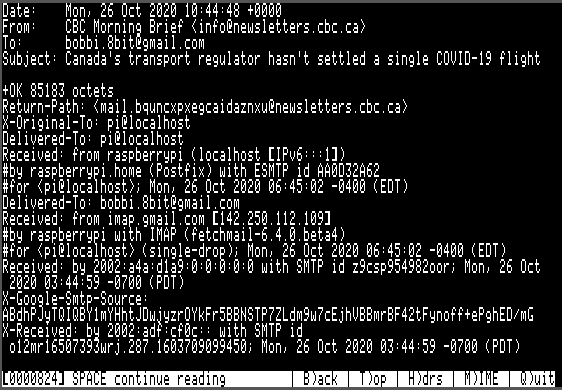 Date:    Mon, 26 Oct 2020 10:44:48 +0000
From:    CBC Morning Brief <info@newsletters.cbc.ca>
To:      bobbi.8bit@gmail.com
Subject: Canada's transport regulator hasn't settled a single COVID-19 flight
+OK 85183 octets
Return-Path: <mail.bquncxpxegcaidaznxu@newsletters.cbc.ca>
X-Original-To: pi@localhost
Delivered-To: pi@localhost
Received: from raspberrypi (localhost [IPv6:::1])
#by raspberrypi.home (Postfix) with ESMTP id AA0D32A62
#for <pi@localhost>; Mon, 26 Oct 2020 06:45:02 -0400 (EDT)
Delivered-To: bobbi.8bit@gmail.com
Received: from imap.gmail.com [142.250.112.109]
#by raspberrypi with IMAP (fetchmail-6.4.0.beta4)
#for <pi@localhost> (single-drop); Mon, 26 Oct 2020 06:45:02 -0400 (EDT)
Received: by 2002:a4a:d1a9:0:0:0:0:0 with SMTP id z9csp954982oor; Mon, 26 Oct
2020 03:44:59 -0700 (PDT)
X-Google-Smtp-Source:
ABdhPJyTQIQBY1mYHhtJDwjyzrOYkFr5BBNSTP7ZLdm9w7cEjhVBBmrBF42tFynoff+ePghED/mG
X-Received: by 2002:adf:cf0c:: with SMTP id
o12mr16507393wrj.287.1603709099450; Mon, 26 Oct 2020 03:44:59 -0700 (PDT)
[0000824] SPACE continue reading | B)ack | T)op | H)drs | M)IME | Q)uit